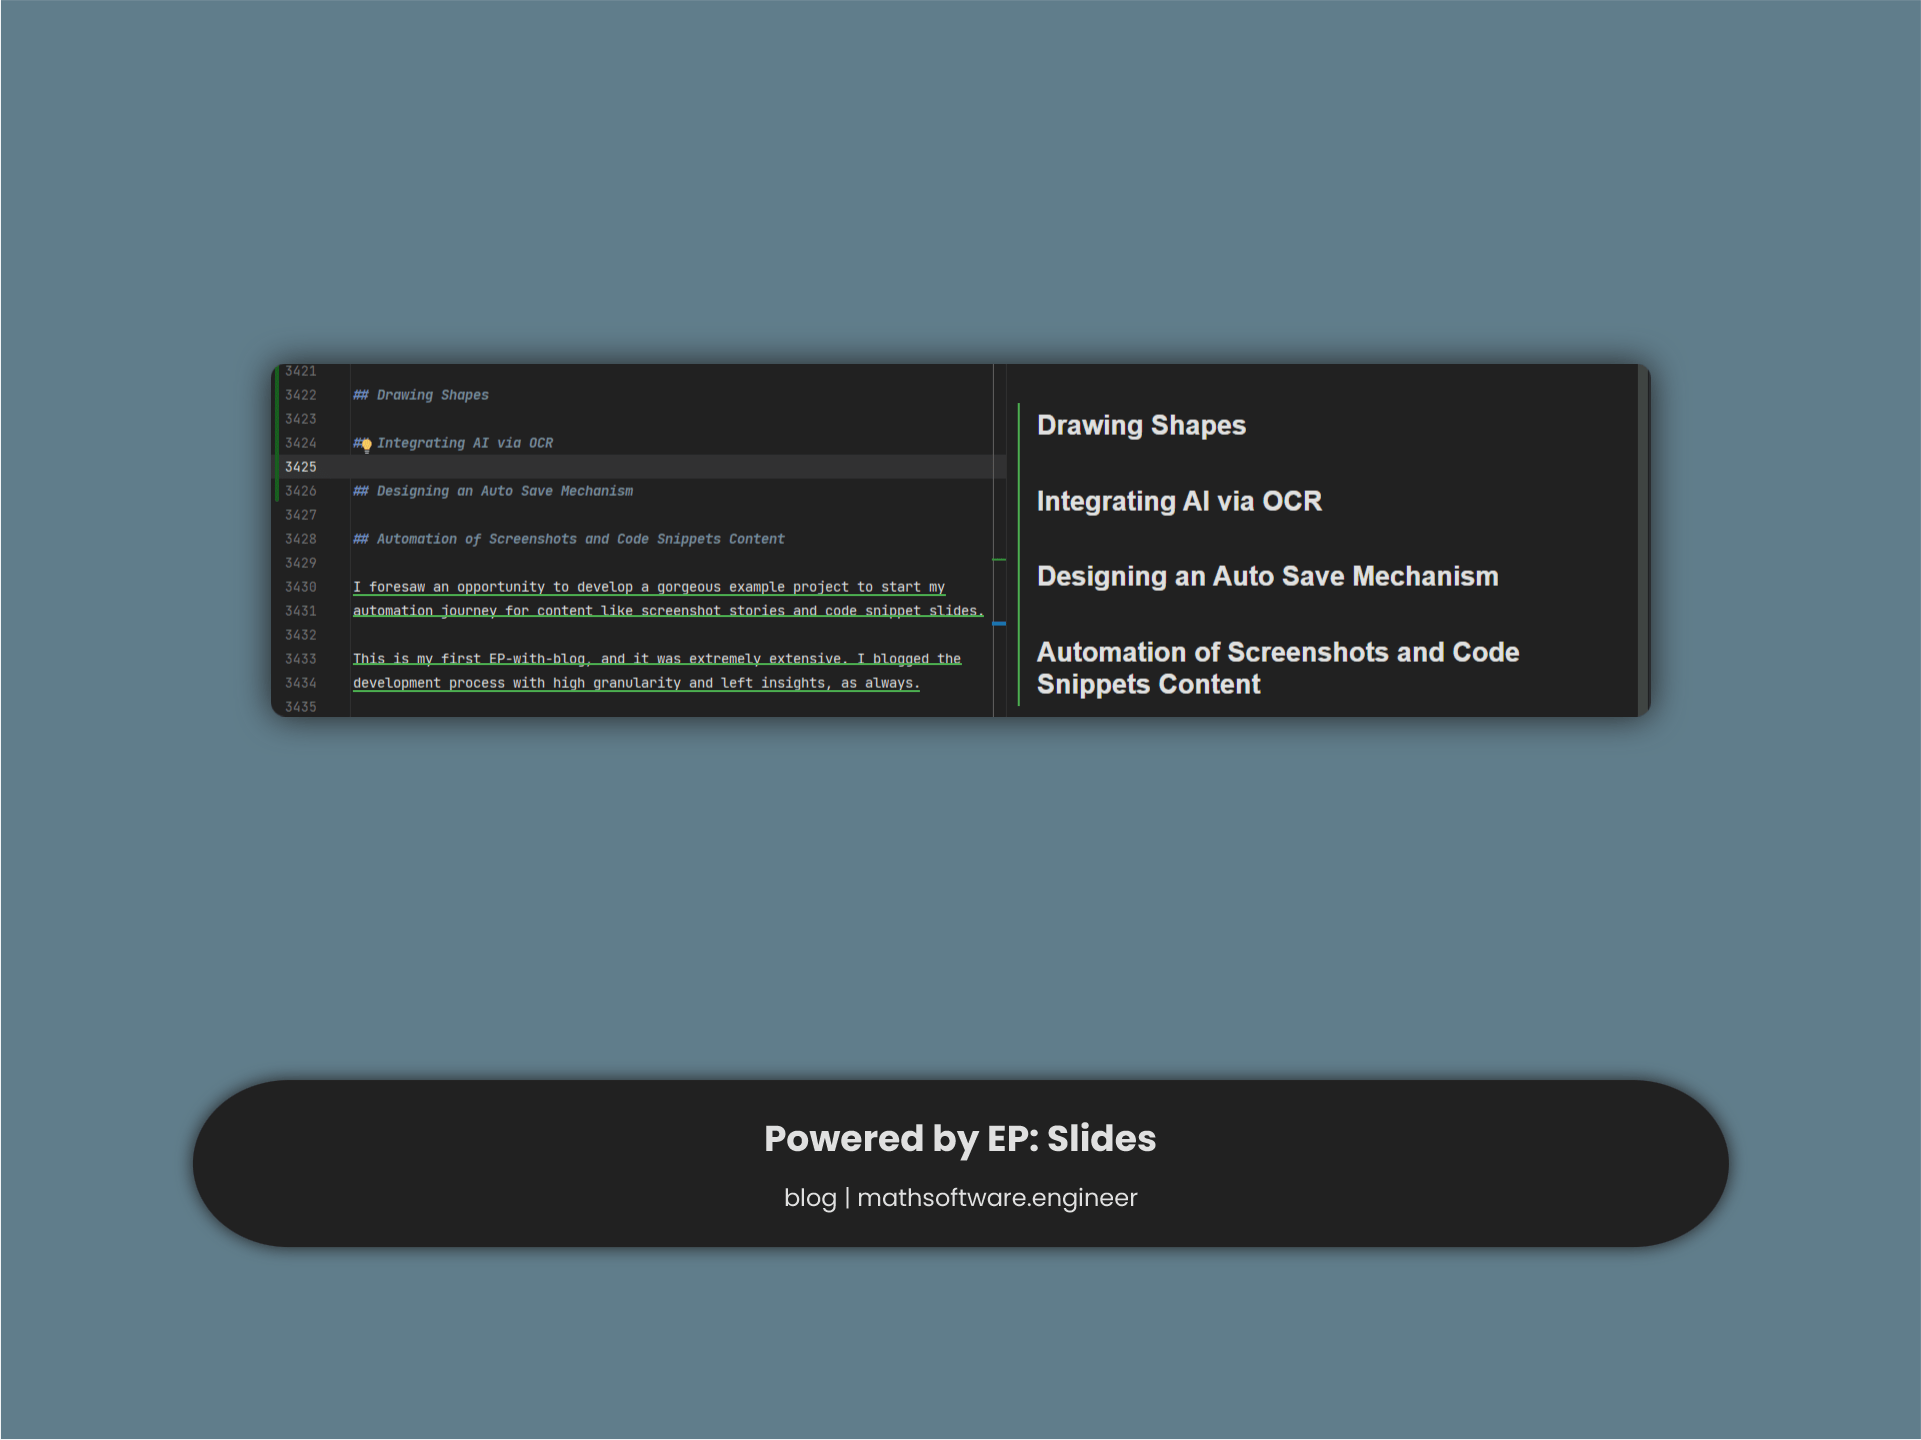 3421
3422 ## Drawing Shapes
3423
3424 ## Integrating AI via OCR
3425
3426 ## Designing an Auto Save Mechanism
3427
3428 ## Automation of Screenshots and Code Snippets Content
3429
3430 I foresaw an opportunity to develop a gorgeous example project to start my
3431 automation journey for content like screenshot stories and code snippet slides.
3432
3433 This is my first EP-with-blog, and it was extremely extensive. I blogged the
3434 development process with high granularity and left insights, as always.
3435
Drawing Shapes
Integrating AI via OCR
Designing an Auto Save Mechanism
Automation of Screenshots and Code
Snippets Content
Powered by EP: Slides
blog | mathsoftware.engineer